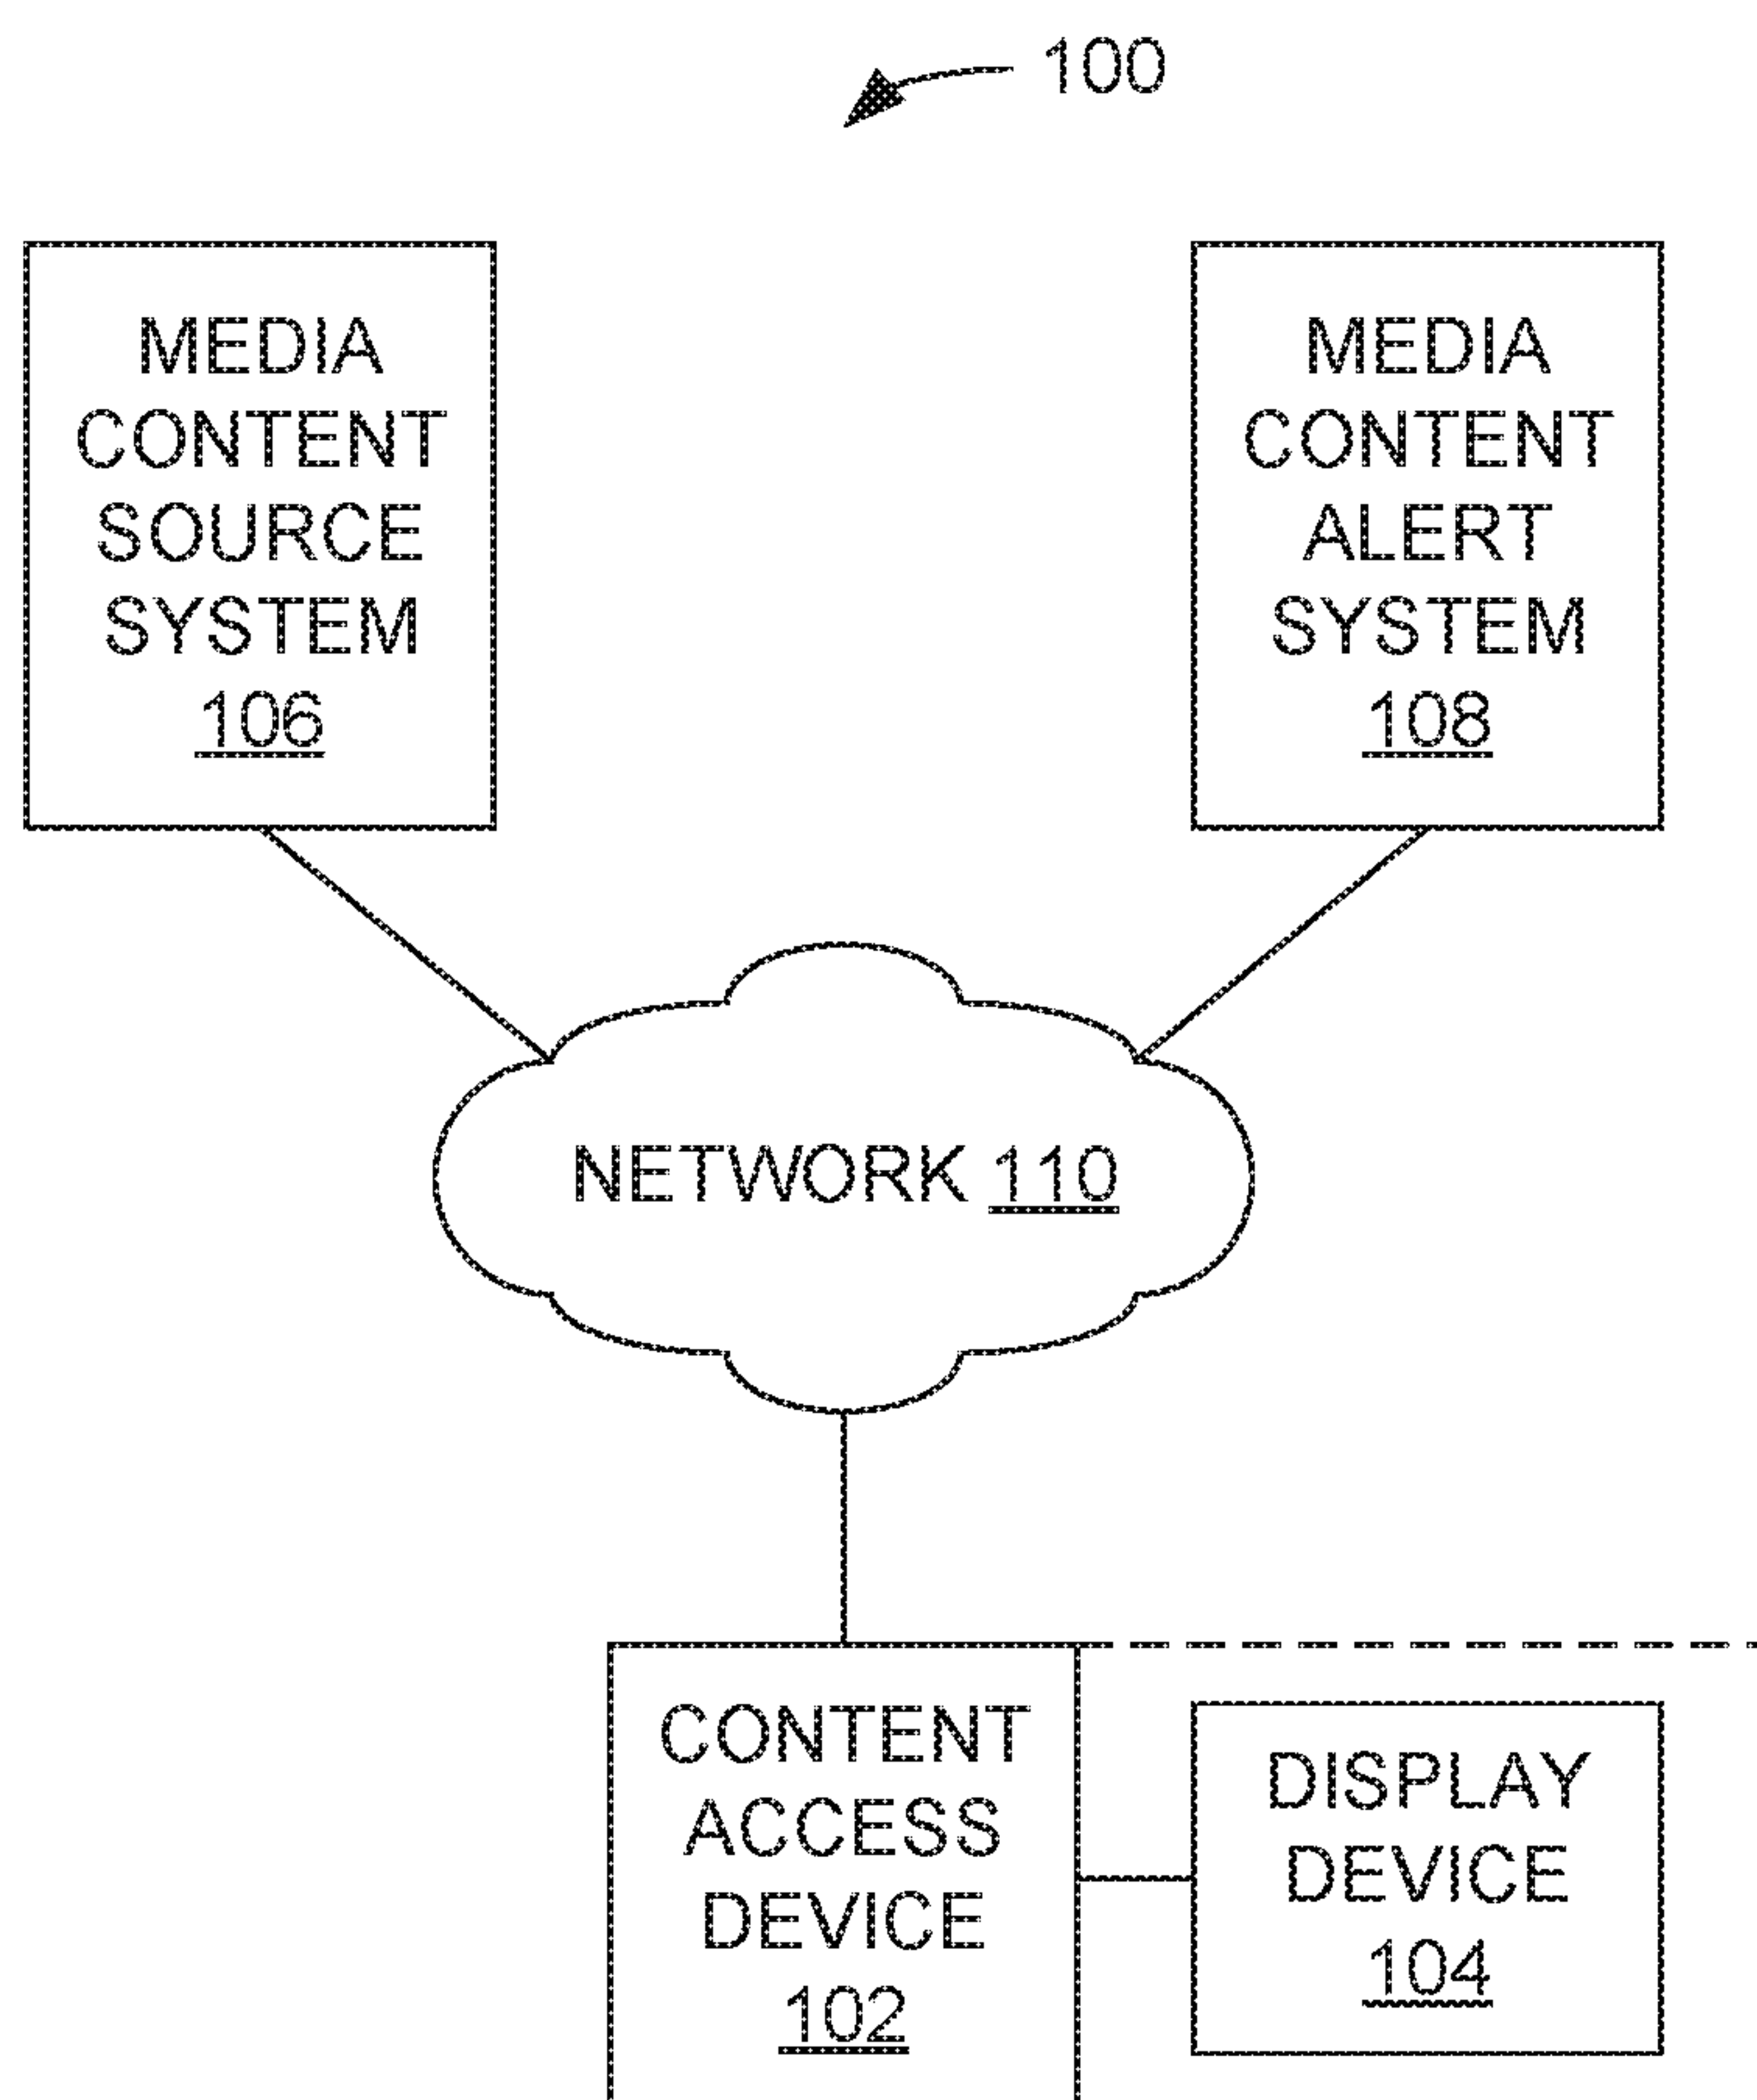 100
MEDIA
CONTENT
SOURCE
SYSTEM
106
MEDIA
CONTENT
ALERT
SYSTEM
108
NETWORK 110
CONTENT
ACCESS
DEVICE
102
DISPLAY
DEVICE
104